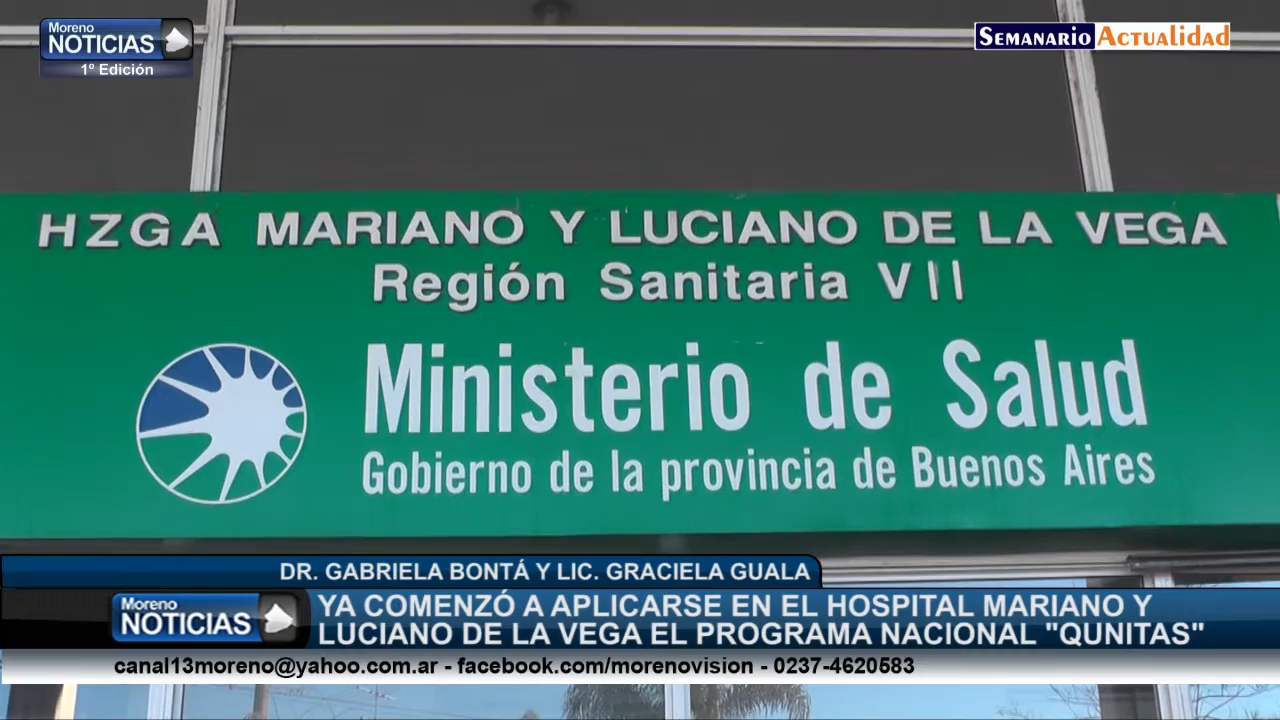 Moreno
NOTICIAS
1º Edición
SEMANARIO ACTUALIDAD
HZGA MARIANO Y LUCIANO DE LA VEGA
Región Sanitaria VII
Ministerio de Salud
Gobierno de la provincia de Buenos Aires
DR. GABRIELA BONTÁ Y LIC. GRACIELA GUALA
Moreno
NOTICIAS
YA COMENZÓ A APLICARSE EN EL HOSPITAL MARIANO Y
LUCIANO DE LA VEGA EL PROGRAMA NACIONAL "QUNITAS"
canal13moreno@yahoo.com.ar - facebook.com/morenovision - 0237-4620583